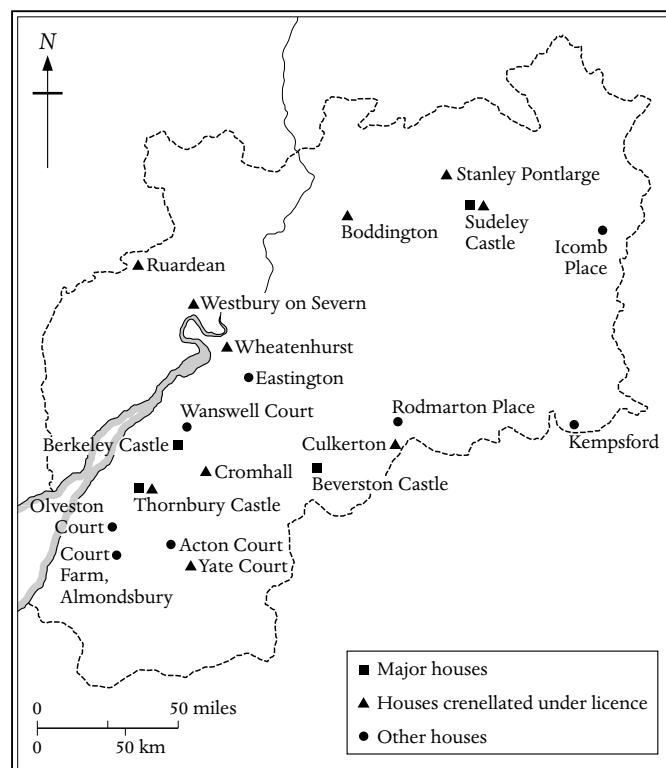 N
Stanley Pontlarge
Boddington
Sudeley
Castle
Icomb
Place
Ruardean
Westbury on Severn
Wheatenhurst
Eastington
Wanswell Court
Rodmarton Place
Berkeley Castle
Culkerton
Kempsford
Cromhall
Beverston Castle
Thornbury Castle
Olveston
Court
Acton Court
Court
Farm,
Almondsbury
Yate Court
Major houses
Houses crenellated under licence
Other houses
0 50 miles
0 50 km